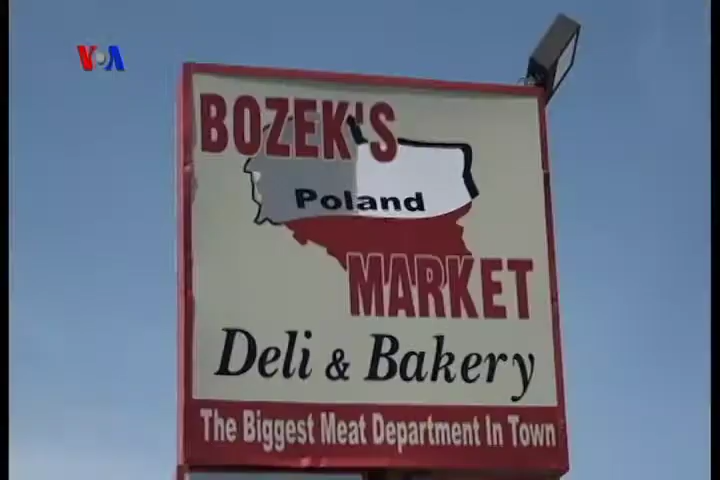 VOA
BOZEK'S
Poland
MARKET
Deli & Bakery
The Biggest Meat Department In Town